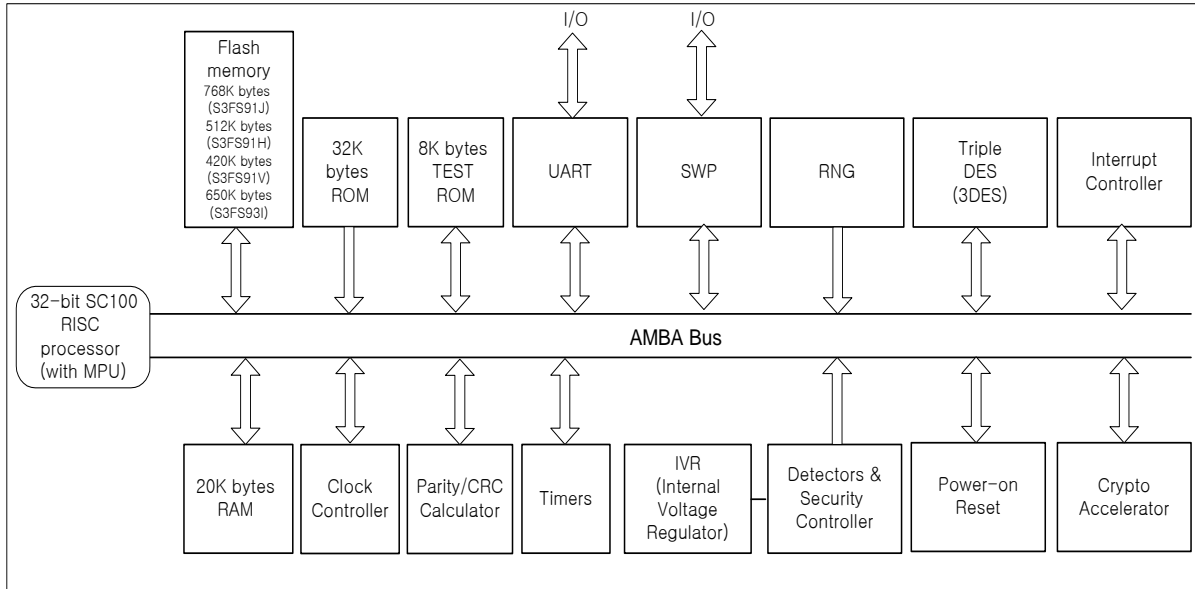 I/O
I/O
Flash
memory
768K bytes
(S3FS91J)
512K bytes
(S3FS91H)
420K bytes
(S3FS91V)
650K bytes
(S3FS93I)
32K
bytes
ROM
8K bytes
TEST
ROM
UART
SWP
RNG
Triple
DES
(3DES)
Interrupt
Controller
32-bit SC100
RISC
processor
(with MPU)
AMBA Bus
20K bytes
RAM
Clock
Controller
Parity/CRC
Calculator
Timers
IVR
(Internal
Voltage
Regulator)
Detectors &
Security
Controller
Power-on
Reset
Crypto
Accelerator